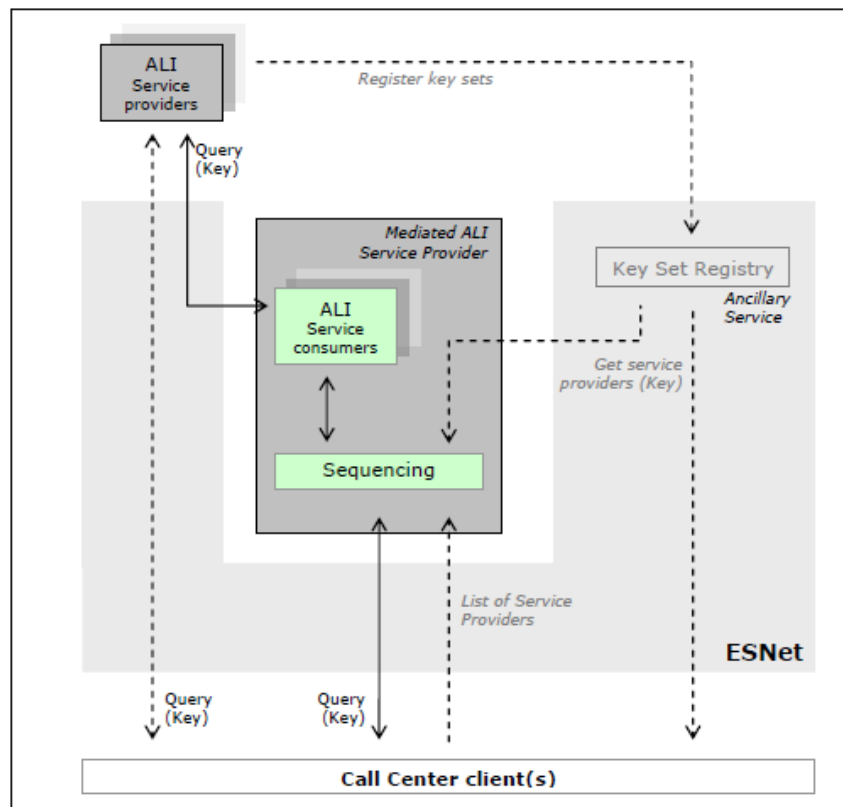 ALI
Service
providers
Register key sets
Query
(Key)
Mediated ALI
Service Provider
Key Set Registry
Ancillary
Service
ALI
Service
consumers
Get service
providers (Key)
Sequencing
List of Service
Providers
ESNet
Query
(Key)
Query
(Key)
Call Center client(s)